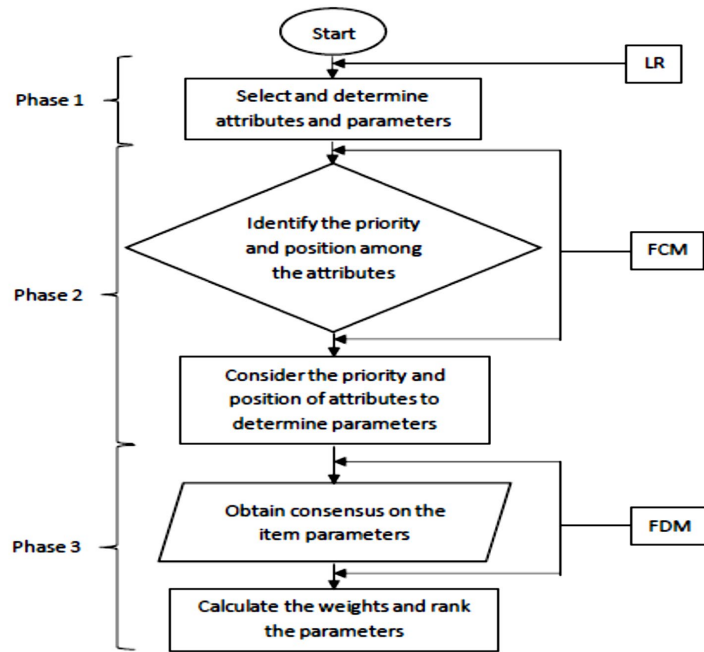 Start
LR
Phase 1
Select and determine
attributes and parameters
Identify the priority
and position among
the attributes
FCM
Phase 2
Consider the priority and
position of attributes to
determine parameters
Obtain consensus on the
item parameters
FDM
Phase 3
Calculate the weights and rank
the parameters